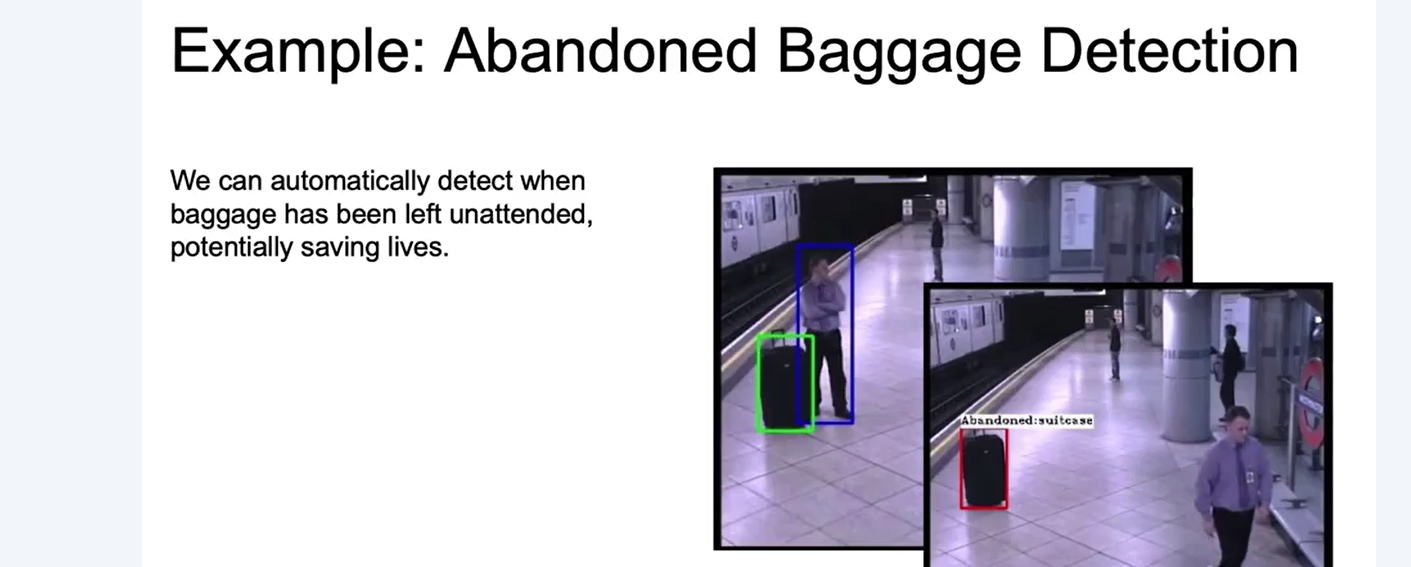 Example: Abandoned Baggage Detection
We can automatically detect when
baggage has been left unattended,
potentially saving lives.
Abandoned:suitcase